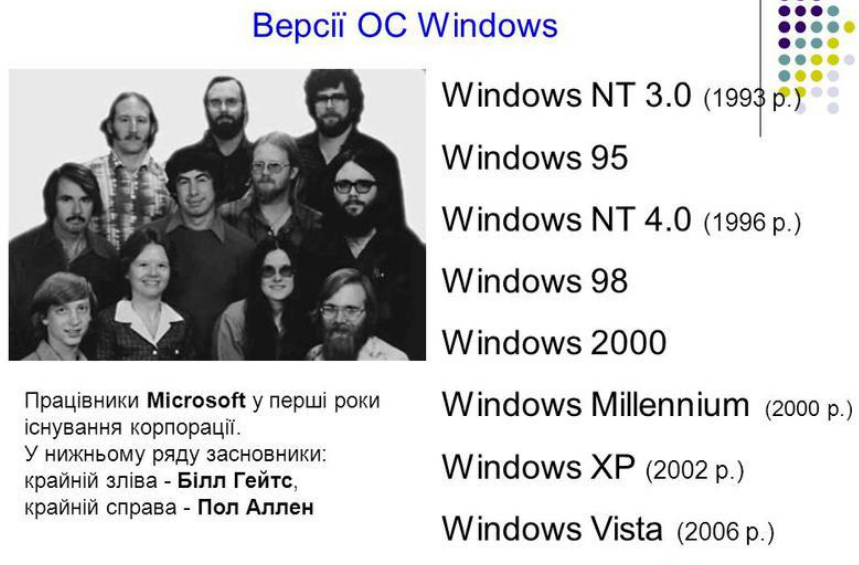 Версії ОС Windows
Windows NT 3.0 (1993 р.)
Windows 95
Windows NT 4.0 (1996 р.)
Windows 98
Windows 2000
Windows Millennium (2000 р.)
Windows XP (2002 р.)
Windows Vista (2006 р.)
Працівники Microsoft у перші роки
існування корпорації.
У нижньому ряду засновники:
крайній зліва - Білл Гейтс,
крайній справа - Пол Аллен